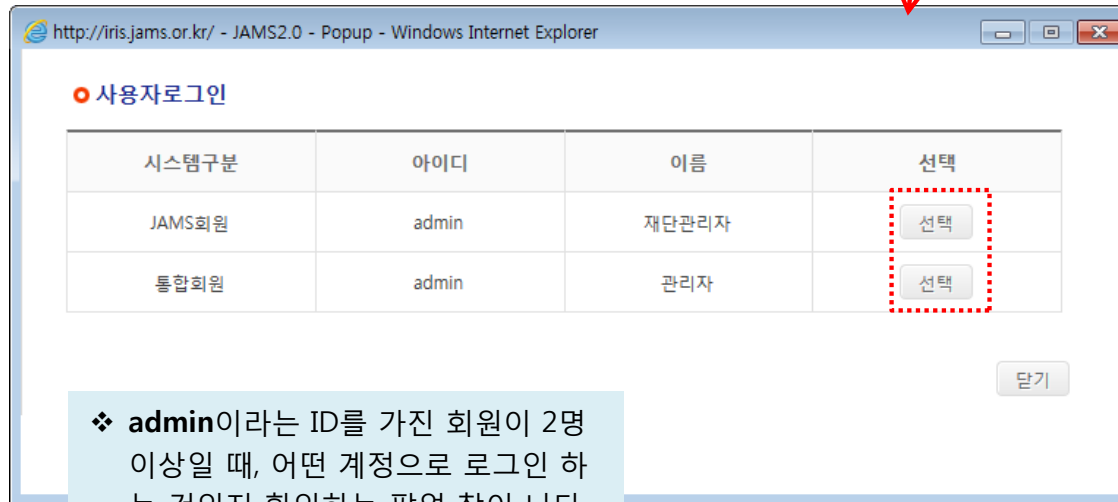 http://iris.jams.or.kr/ - JAMS2.0 - Popup - Windows Internet Explorer
사용자로그인
시스템구분 아이디 이름 선택
JAMS회원 admin 재단관리자 선택
통합회원 admin 관리자 선택
닫기
❖ admin이라는 ID를 가진 회원이 2명
이상일 때, 어떤 계정으로 로그인 하